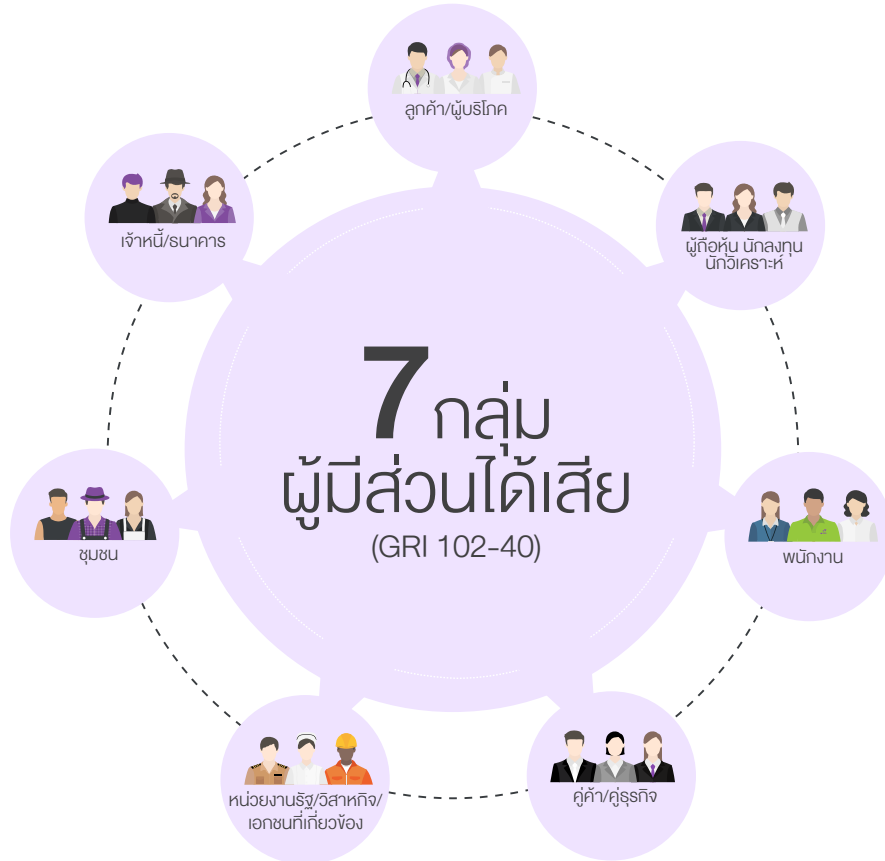 ลูกค้า/ผู้บริโภค
ผู้ถือหุ้น นักลงทุน
นักวิเคราะห์
พนักงาน
คู่ค้า/คู่ธุรกิจ
หน่วยงานรัฐ/วิสาหกิจ/
เอกชนที่เกี่ยวข้อง
ชุมชน
เจ้าหนี้/ธนาคาร
7 กลุ่ม
ผู้มีส่วนได้เสีย
(GRI 102-40)